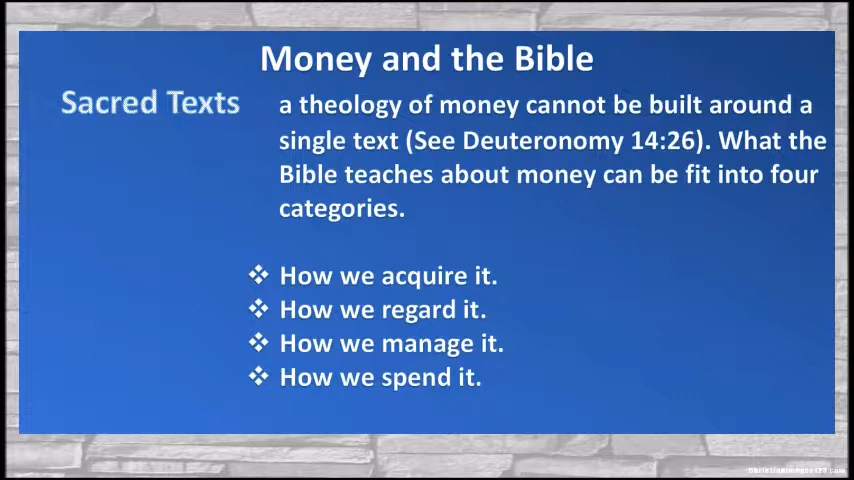 Money and the Bible
Sacred Texts
a theology of money cannot be built around a
single text (See Deuteronomy 14:26). What the
Bible teaches about money can be fit into four
categories.
❖ How we acquire it.
❖ How we regard it.
❖ How we manage it.
❖ How we spend it.